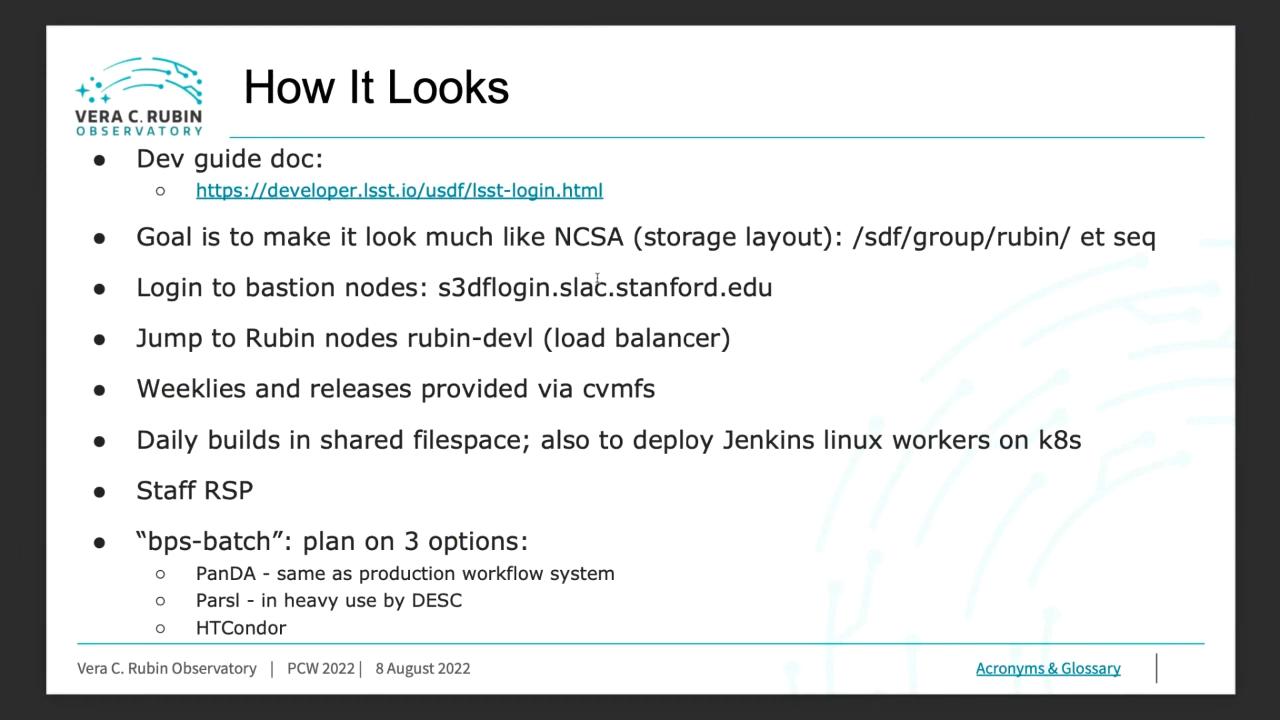 VERA C. RUBIN
OBSERVATORY
How It Looks
● Dev guide doc:
○ https://developer.lsst.io/usdf/lsst-login.html
● Goal is to make it look much like NCSA (storage layout): /sdf/group/rubin/ et seq
● Login to bastion nodes: s3dflogin.slac.stanford.edu
● Jump to Rubin nodes rubin-devl (load balancer)
● Weeklies and releases provided via cvmfs
● Daily builds in shared filespace; also to deploy Jenkins linux workers on k8s
● Staff RSP
● “bps-batch”: plan on 3 options:
○ PanDA - same as production workflow system
○ Parsl - in heavy use by DESC
○ HTCondor
Vera C. Rubin Observatory | PCW 2022 | 8 August 2022 Acronyms & Glossary |